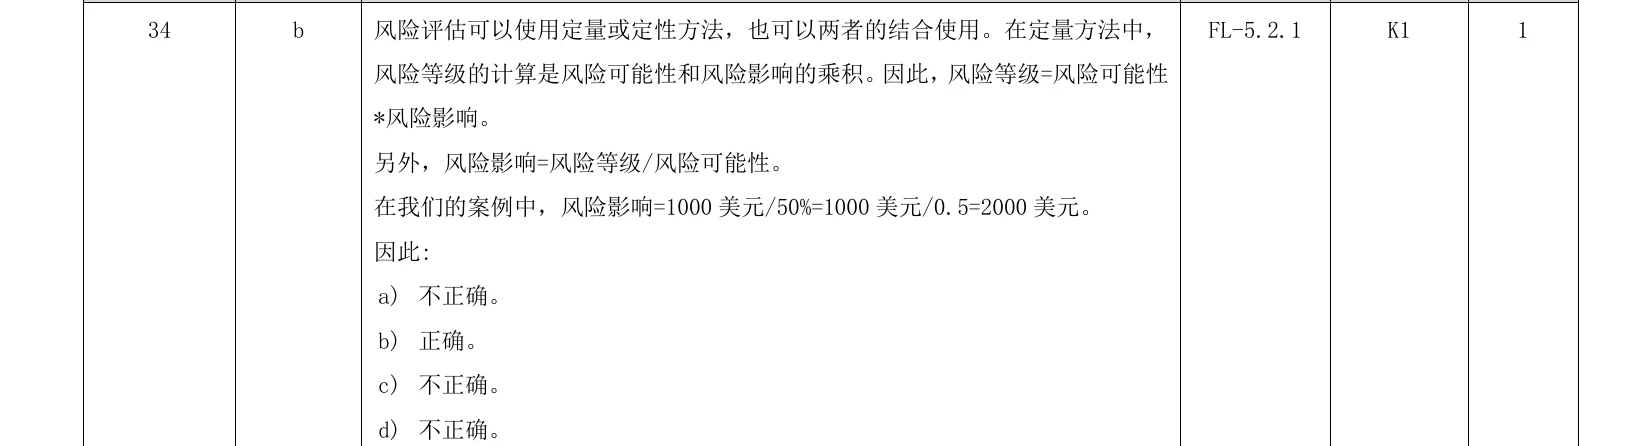 34 b 风险评估可以使用定量或定性方法，也可以两者的结合使用。在定量方法中， FL-5.2.1 K1 1
风险等级的计算是风险可能性和风险影响的乘积。因此，风险等级=风险可能性
*风险影响。
另外，风险影响=风险等级/风险可能性。
在我们的案例中，风险影响=1000 美元/50%=1000 美元/0.5=2000 美元。
因此：
a） 不正确。
b） 正确。
c） 不正确。
d） 不正确。